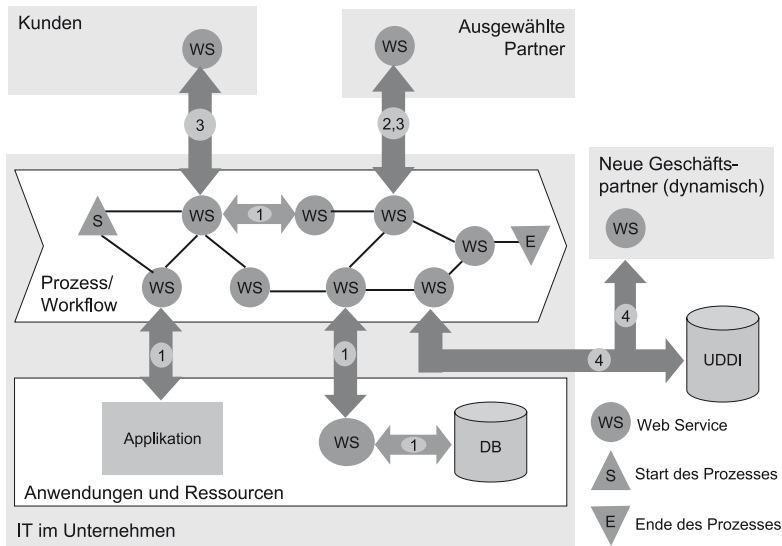 Kunden
WS
Ausgewählte
Partner
WS
3
2,3
Neue Geschäfts-
partner (dynamisch)
WS
S
WS
1
WS
WS
WS
E
Prozess/
Workflow
WS
WS
WS
WS
4
1
1
4
UDDI
Applikation
WS
1
DB
WS
Web Service
Anwendungen und Ressourcen
S
Start des Prozesses
IT im Unternehmen
E
Ende des Prozesses